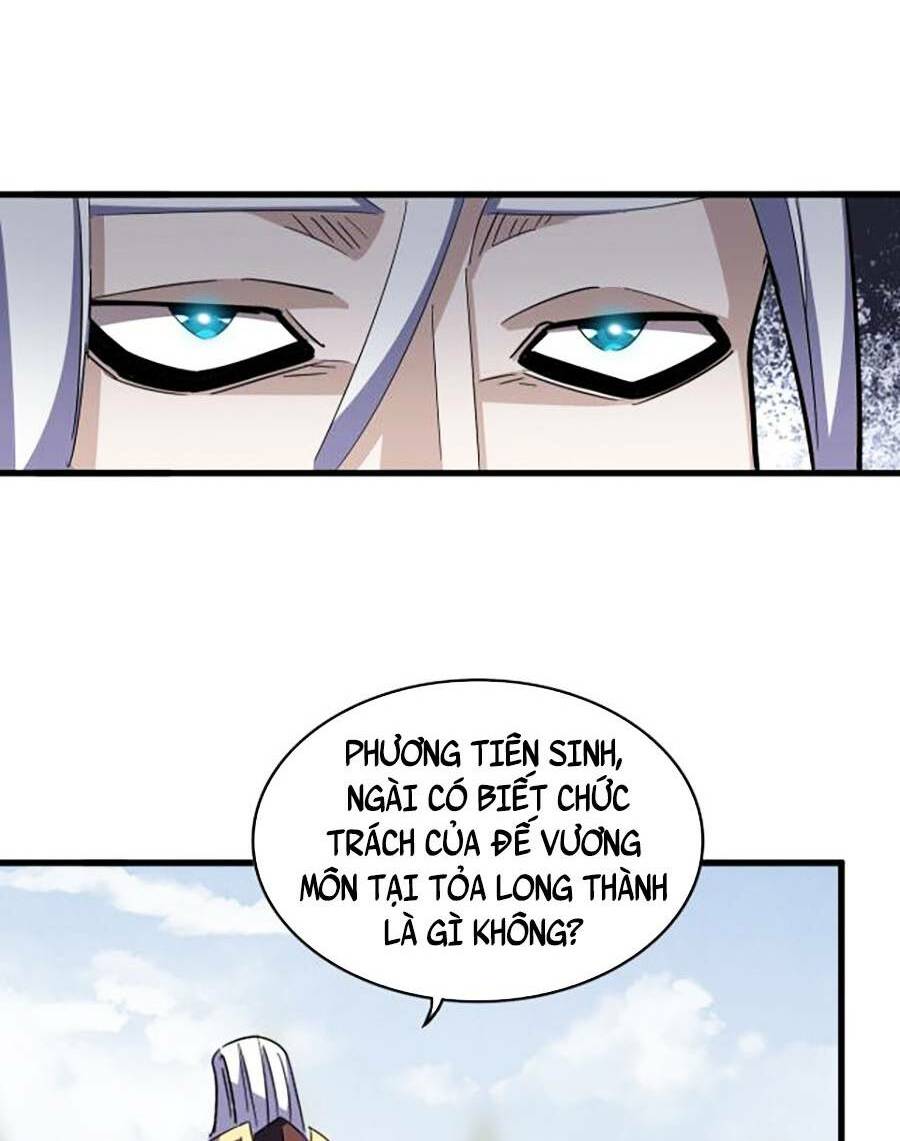 PHƯƠNG TIÊN SINH,
NGÀI CÓ BIẾT CHỨC
TRÁCH CỦA ĐẾ VƯƠNG
MÔN TẠI TỎA LONG THÀNH
LÀ GÌ KHÔNG?